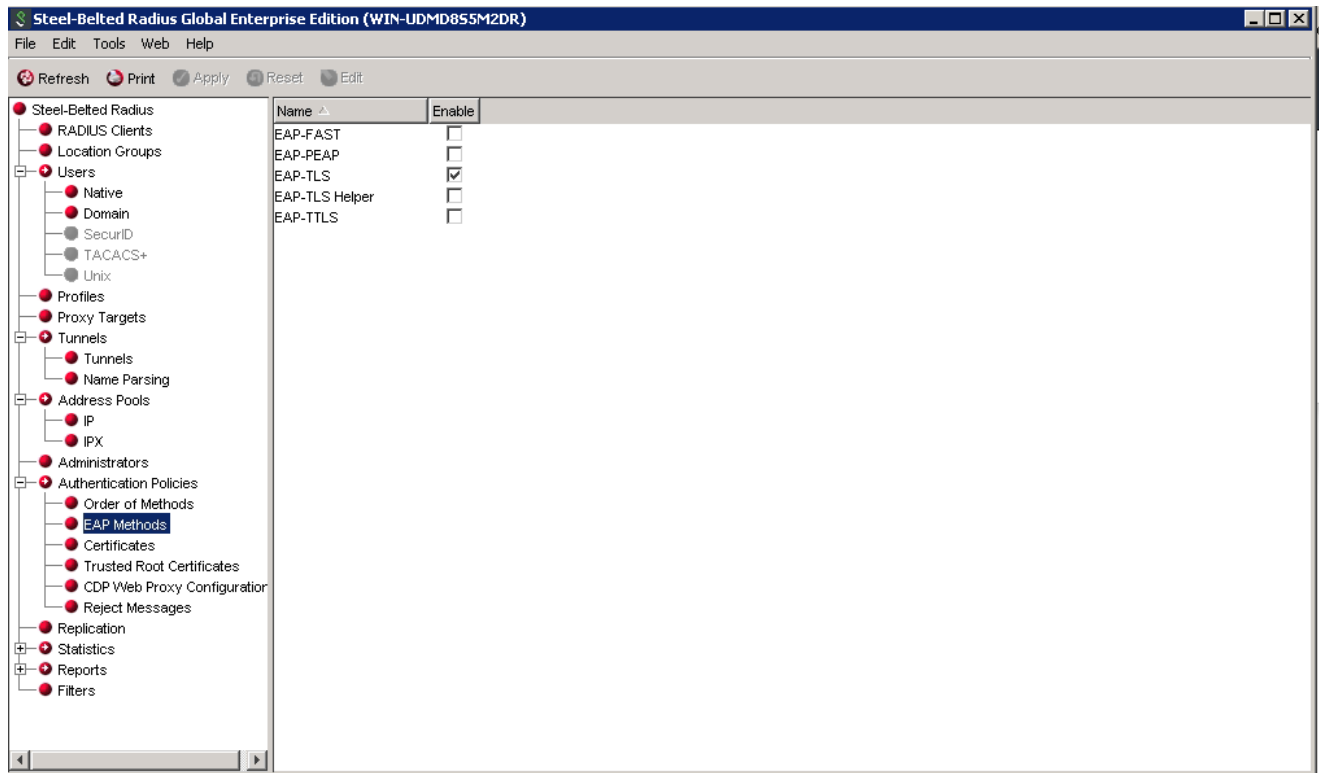 Steel-Belted Radius Global Enterprise Edition (WIN-UDMD8S5M2DR)
File Edit Tools Web Help
Refresh Print Apply Reset Edit
Steel-Belted Radius
RADIUS Clients
Location Groups
Users
Native
Domain
SecurID
TACACS+
Unix
Profiles
Proxy Targets
Tunnels
Tunnels
Name Parsing
Address Pools
IP
IPX
Administrators
Authentication Policies
Order of Methods
EAP Methods
Certificates
Trusted Root Certificates
CDP Web Proxy Configuration
Reject Messages
Replication
Statistics
Reports
Filters
Name Enable
EAP-FAST
EAP-PEAP
EAP-TLS
EAP-TLS Helper
EAP-TTLS